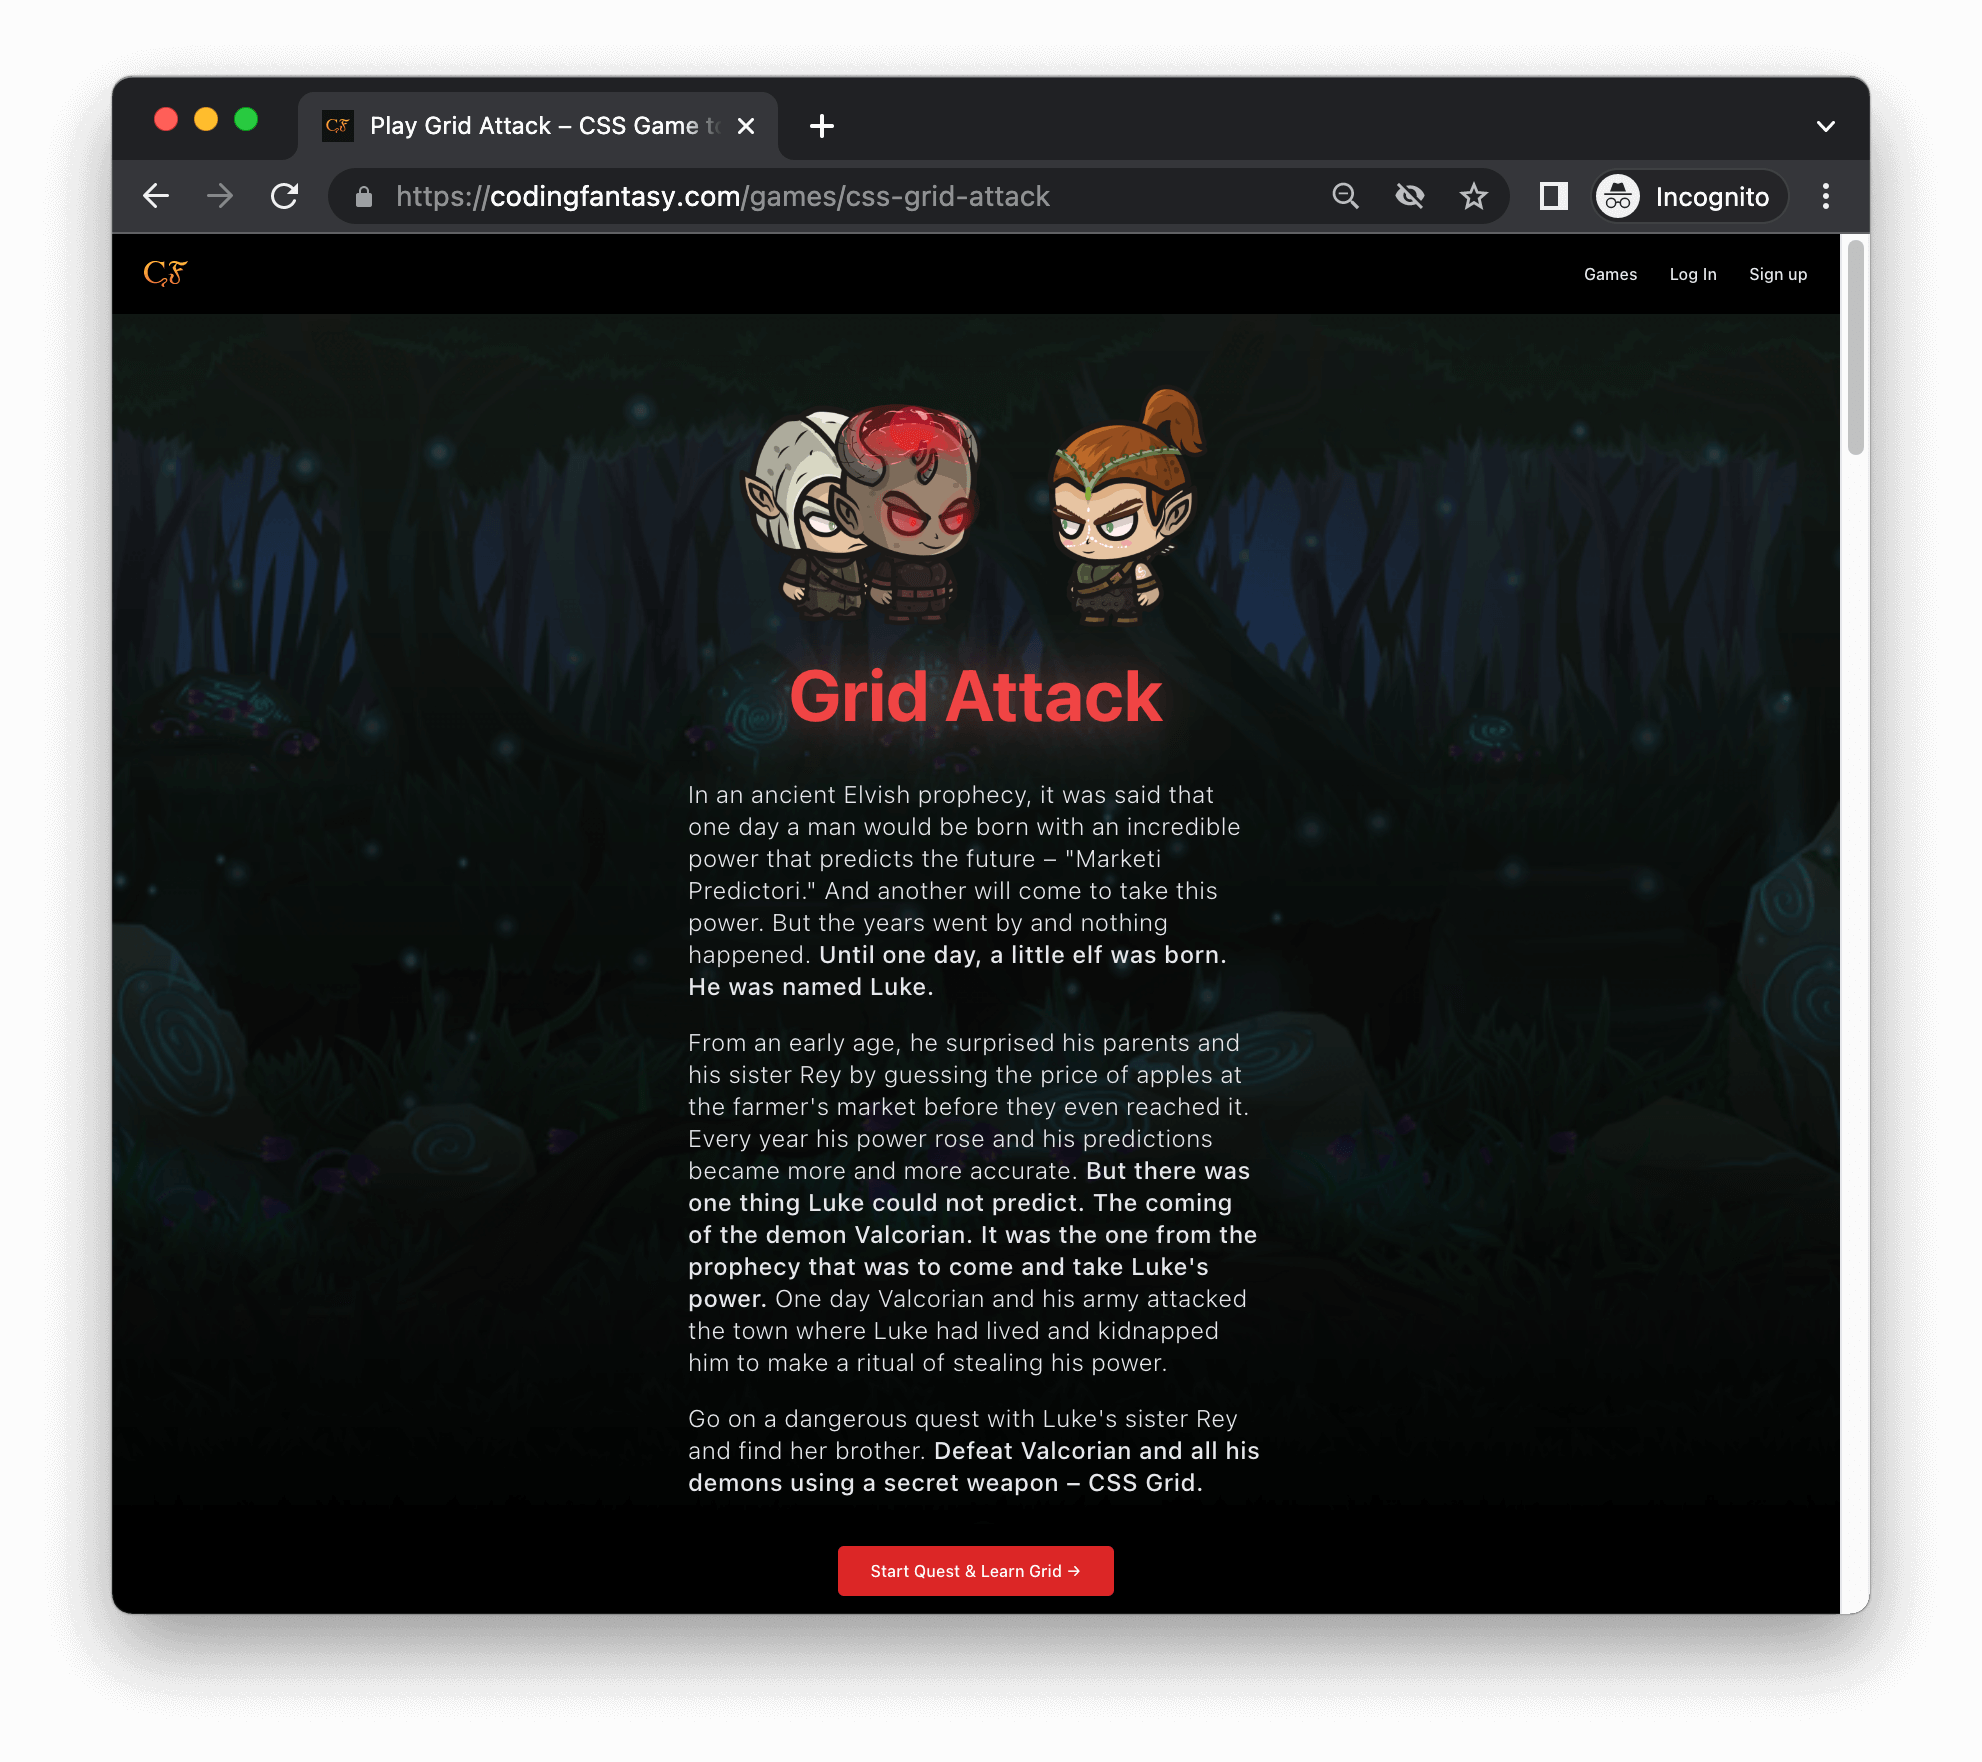 CF Play Grid Attack – CSS Game to
https://codingfantasy.com/games/css-grid-attack
Incognito
CF
Games Log In Sign up
Grid Attack
In an ancient Elvish prophecy, it was said that
one day a man would be born with an incredible
power that predicts the future – "Marketi
Predictori." And another will come to take this
power. But the years went by and nothing
happened. Until one day, a little elf was born.
He was named Luke.
From an early age, he surprised his parents and
his sister Rey by guessing the price of apples at
the farmer's market before they even reached it.
Every year his power rose and his predictions
became more and more accurate. But there was
one thing Luke could not predict. The coming
of the demon Valcorian. It was the one from the
prophecy that was to come and take Luke's
power. One day Valcorian and his army attacked
the town where Luke had lived and kidnapped
him to make a ritual of stealing his power.
Go on a dangerous quest with Luke's sister Rey
and find her brother. Defeat Valcorian and all his
demons using a secret weapon – CSS Grid.
Start Quest & Learn Grid →